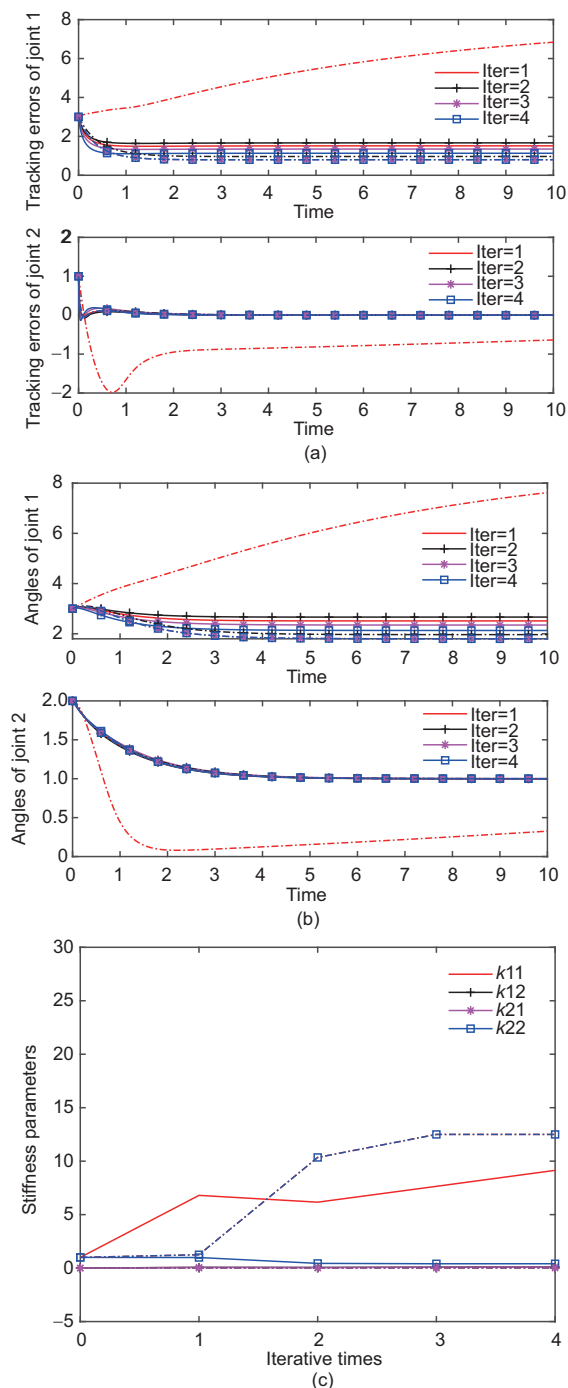 Tracking errors of joint 1
8
6
4
2
0
Iter=1
Iter=2
Iter=3
Iter=4
0 1 2 3 4 5 6 7 8 9 10
Time
Tracking errors of joint 2
2
1
0
−1
−2
Iter=1
Iter=2
Iter=3
Iter=4
0 1 2 3 4 5 6 7 8 9 10
Time
(a)
Angles of joint 1
8
6
4
2
Iter=1
Iter=2
Iter=3
Iter=4
0 1 2 3 4 5 6 7 8 9 10
Angles of joint 2
2.0
1.5
1.0
0.5
0
Iter=1
Iter=2
Iter=3
Iter=4
0 1 2 3 4 5 6 7 8 9 10
Time
(b)
Stiffness parameters
30
25
20
15
10
5
0
−5
k11
k12
k21
k22
0 1 2 3 4
Iterative times
(c)